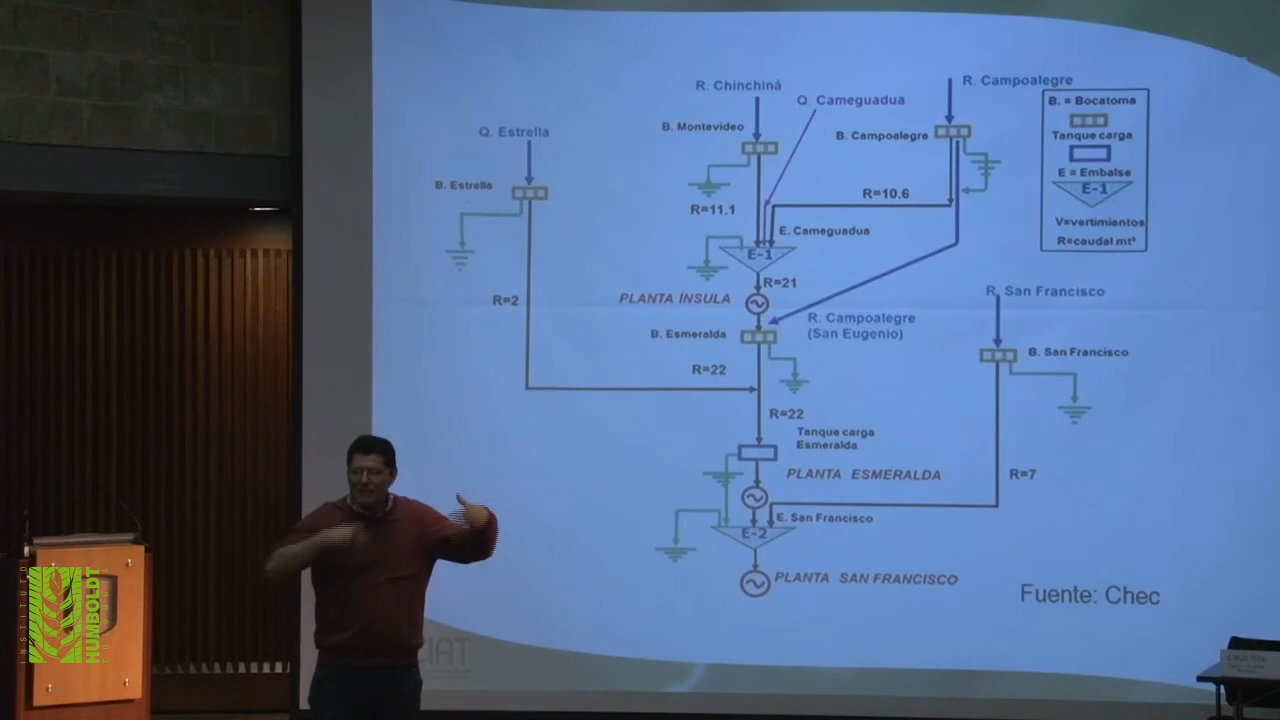 R. Chinchiná
Q. Cameguadua
R. Campoalegre
B. = Bocatoma
Tanque carga
E = Embalse
E-1
V=vertimientos
R=caudal mt³
Q. Estrella
B. Montevideo
B. Campoalegre
B. Estrella
R=11.1
R=10.6
E. Cameguadua
E-1
R=21
R=2
PLANTA ÍNSULA
R. San Francisco
R. Campoalegre
(San Eugenio)
B. Esmeralda
B. San Francisco
R=22
R=22
Tanque carga
Esmeralda
PLANTA ESMERALDA
R=7
E. San Francisco
E-2
PLANTA SAN FRANCISCO
Fuente: Chec
INSTITUTO
HUMBOLDT
COLOMBIA